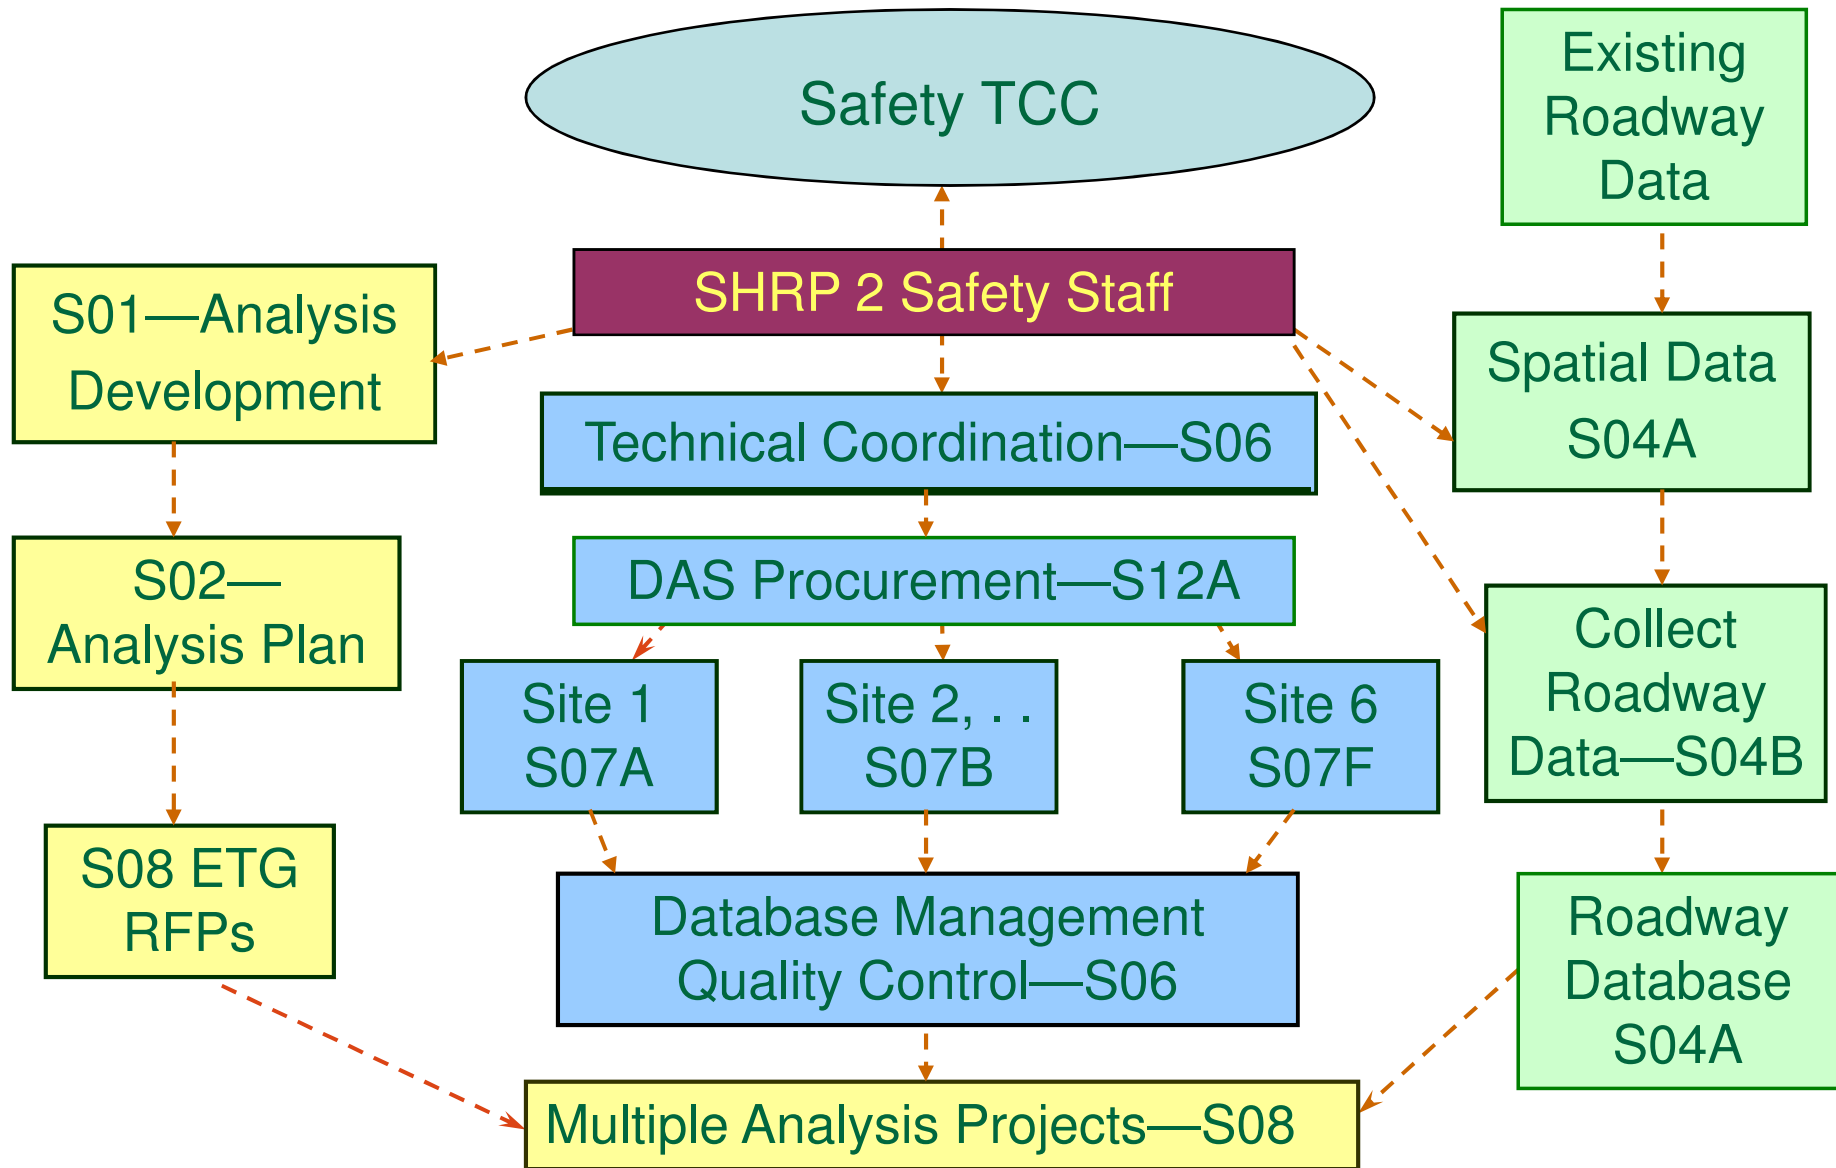 Safety TCC
Existing
Roadway
Data
SHRP 2 Safety Staff
S01—Analysis
Development
Spatial Data
S04A
Technical Coordination—S06
DAS Procurement—S12A
S02—
Analysis Plan
Collect
Roadway
Data—S04B
Site 1
S07A
Site 2, . .
S07B
Site 6
S07F
S08 ETG
RFPs
Database Management
Quality Control—S06
Roadway
Database
S04A
Multiple Analysis Projects—S08